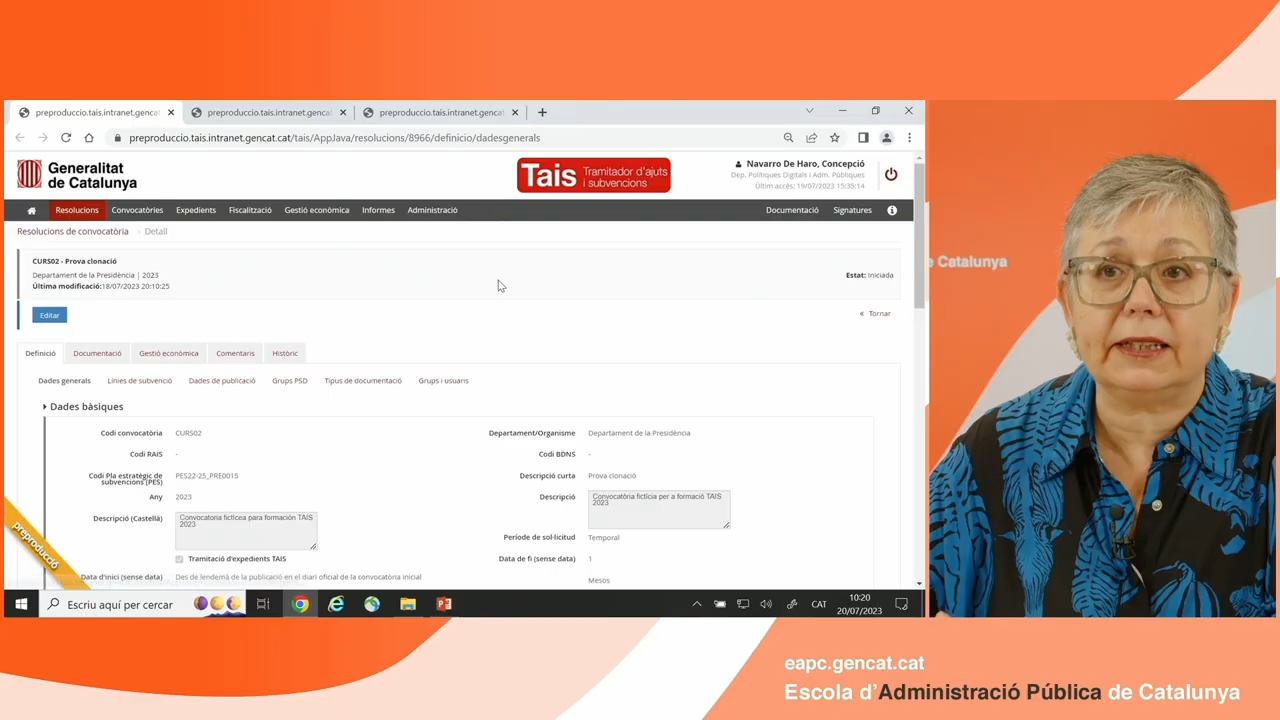 preproduccio.tais.intranet.gencat
preproduccio.tais.intranet.genca
preproduccio.tais.intranet.gencat
preproduccio.tais.intranet.gencat.cat/tais/AppJava/resolucions/8966/definicio/dadesgenerals
Generalitat
de Catalunya
Tais Tramitador d'ajuts
i subvencions
Navarro De Haro, Concepció
Dep. Polítiques Digitals i Adm. Públiques
Últim accés: 19/07/2023 15:35:14
Resolucions Convocatòries Expedients Fiscalització Gestió econòmica Informes Administració Documentació Signatures
Resolucions de convocatòria » Detall
CURS02 - Prova clonació
Departament de la Presidència | 2023
Última modificació:18/07/2023 20:10:25
Estat: Iniciada
Editar
« Tornar
Definició Documentació Gestió econòmica Comentaris Històric
Dades generals Línies de subvenció Dades de publicació Grups PSD Tipus de documentació Grups i usuaris
Dades bàsiques
Codi convocatòria CURS02 Departament/Organisme Departament de la Presidència
Codi RAIS - Codi BDNS -
Codi Pla estratègic de
subvencions (PES) PES22-25_PRE0015 Descripció curta Prova clonació
Any 2023 Descripció Convocatòria fictícia per a formació TAIS
2023
Descripció (Castellà) Convocatoria ficticea para formación TAIS
2023
Període de sol·licitud Temporal
Tramitació d'expedients TAIS Data de fi (sense data) 1
Data d'inici (sense data) Des de lendemà de la publicació en el diari oficial de la convocatòria inicial
Mesos
preproducció
Escriu aquí per cercar
CAT
10:20
20/07/2023
e Catalunya
eapc.gencat.cat
Escola d'Administració Pública de Catalunya